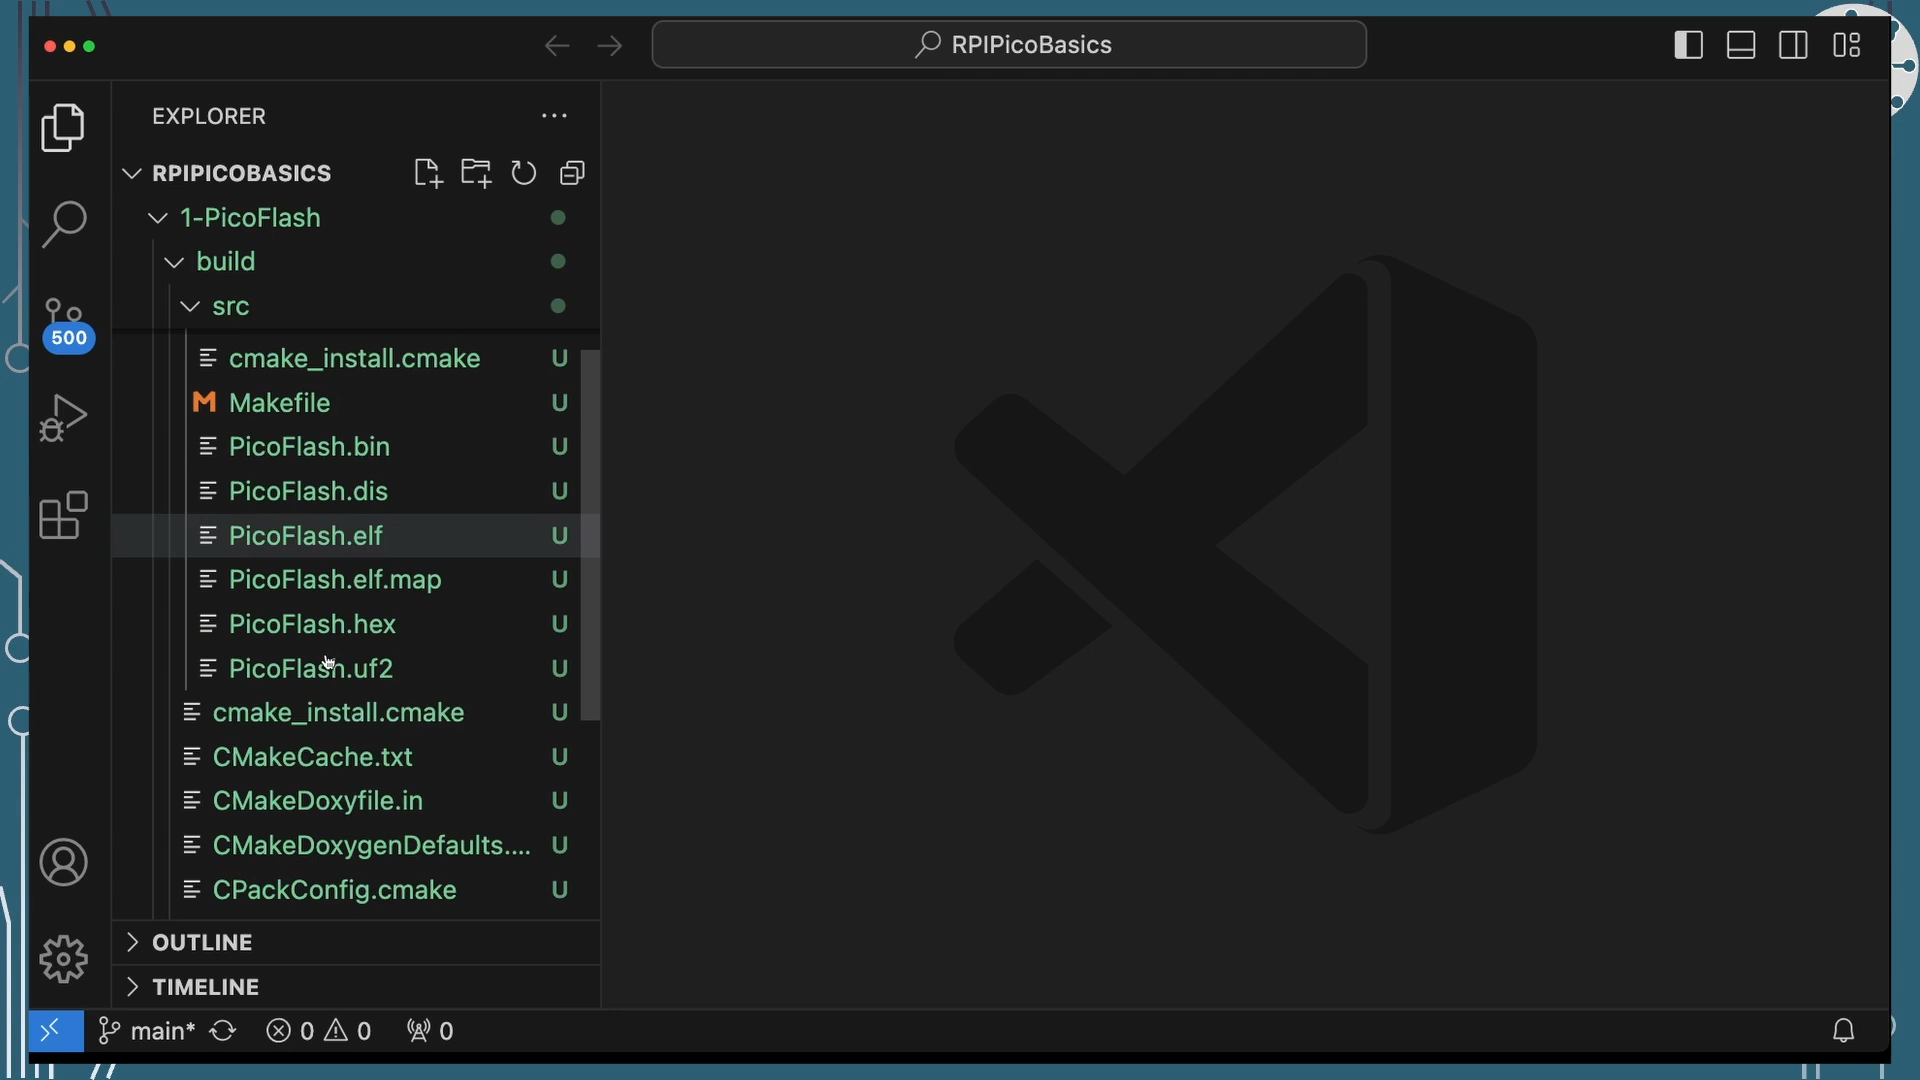 RPIPicoBasics
EXPLORER
RPIPICOBASICS
1-PicoFlash
build
src
500
cmake_install.cmake U
Makefile U
PicoFlash.bin U
PicoFlash.dis U
PicoFlash.elf U
PicoFlash.elf.map U
PicoFlash.hex U
PicoFlash.uf2 U
cmake_install.cmake U
CMakeCache.txt U
CMakeDoxyfile.in U
CMakeDoxygenDefaults.... U
CPackConfig.cmake U
OUTLINE
TIMELINE
main* 0 0 0